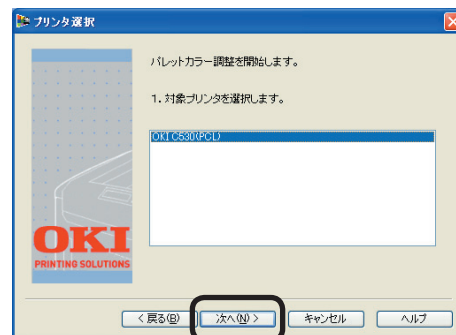 プリンタ選択
パレットカラー調整を開始します。
1. 対象プリンタを選択します。
OKI C530(PCL)
OKI
PRINTING SOLUTIONS
< 戻る(B)
次へ(N) >
キャンセル
ヘルプ